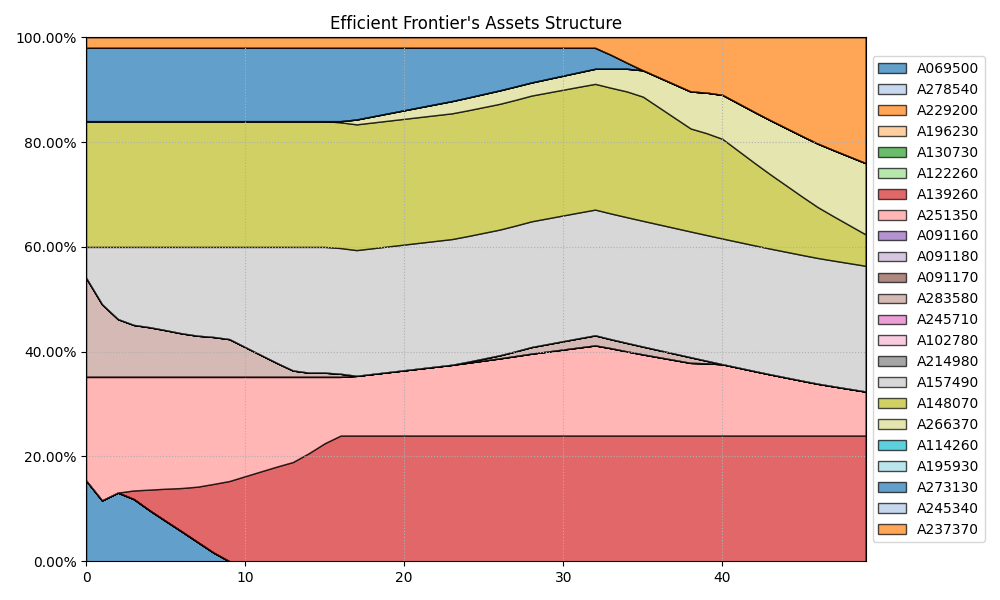 Efficient Frontier's Assets Structure
100.00%
80.00%
60.00%
40.00%
20.00%
0.00%
0
10
20
30
40
A069500
A278540
A229200
A196230
A130730
A122260
A139260
A251350
A091160
A091180
A091170
A283580
A245710
A102780
A214980
A157490
A148070
A266370
A114260
A195930
A273130
A245340
A237370